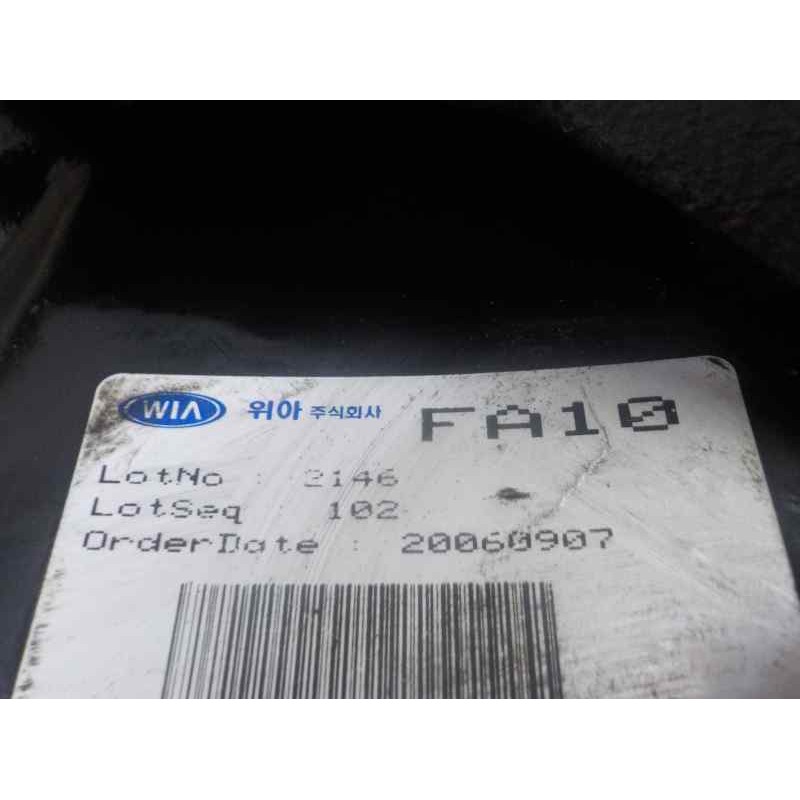 WIA 위아 주식회사 FA10
LotNo : 2146
LotSeq 102
OrderDate : 20060907